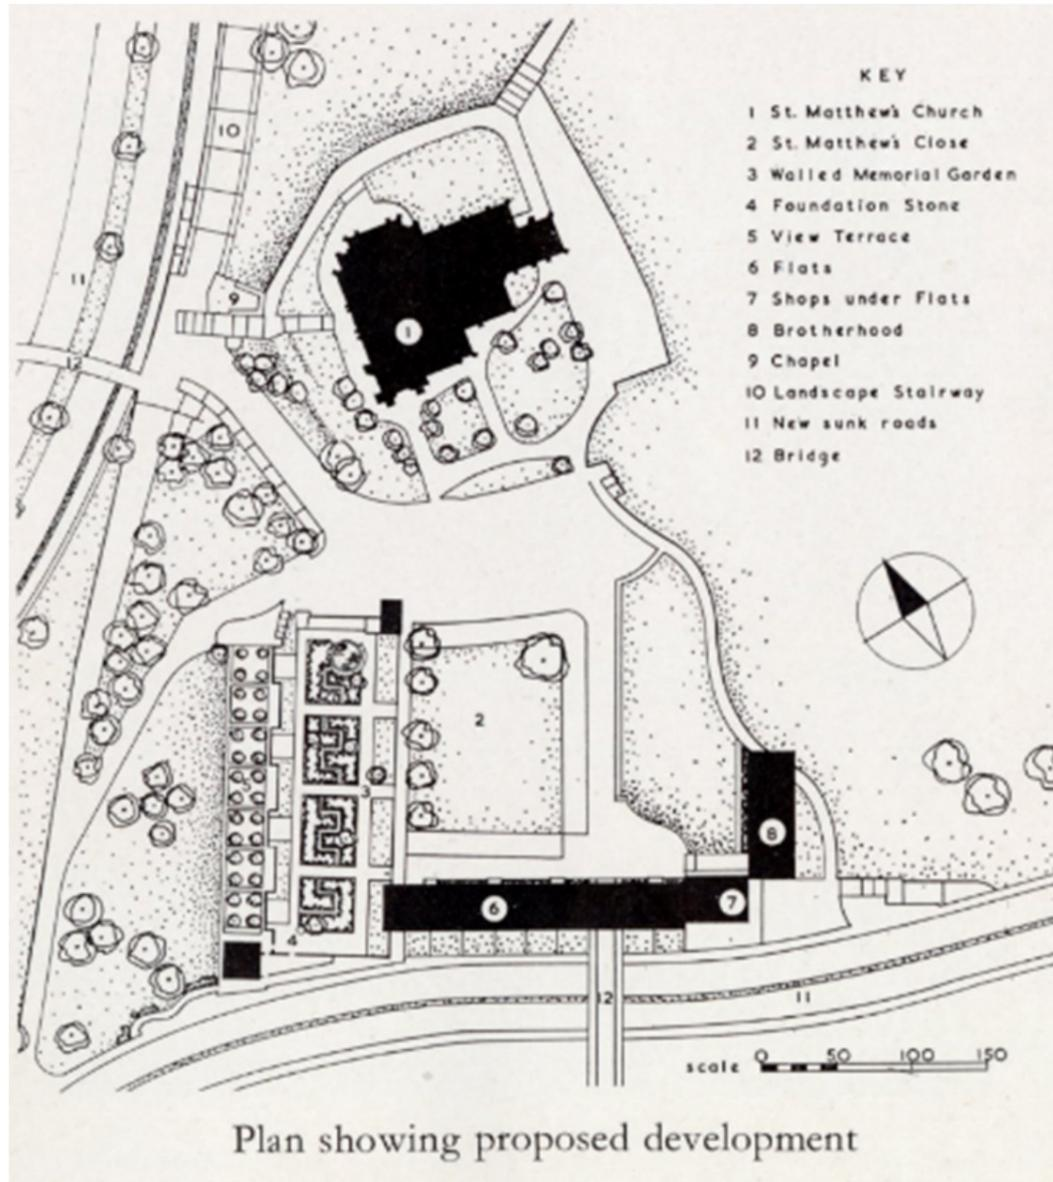 KEY
1 St. Matthew's Church
2 St. Matthew's Close
3 Walled Memorial Garden
4 Foundation Stone
5 View Terrace
6 Flats
7 Shops under Flats
8 Brotherhood
9 Chapel
10 Landscape Stairway
11 New sunk roads
12 Bridge
10
11
9
12
1
2
5
3
8
6
7
4
12
11
scale 0 50 100 150
Plan showing proposed development